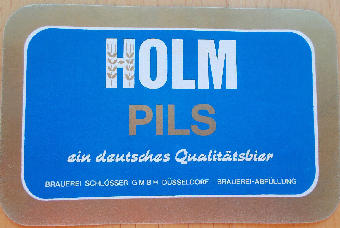 HOLM
PILS
ein deutsches Qualitätsbier
BRAUEREI SCHLÖSSER G M B H DÜSSELDORF BRAUEREI-ABFÜLLUNG